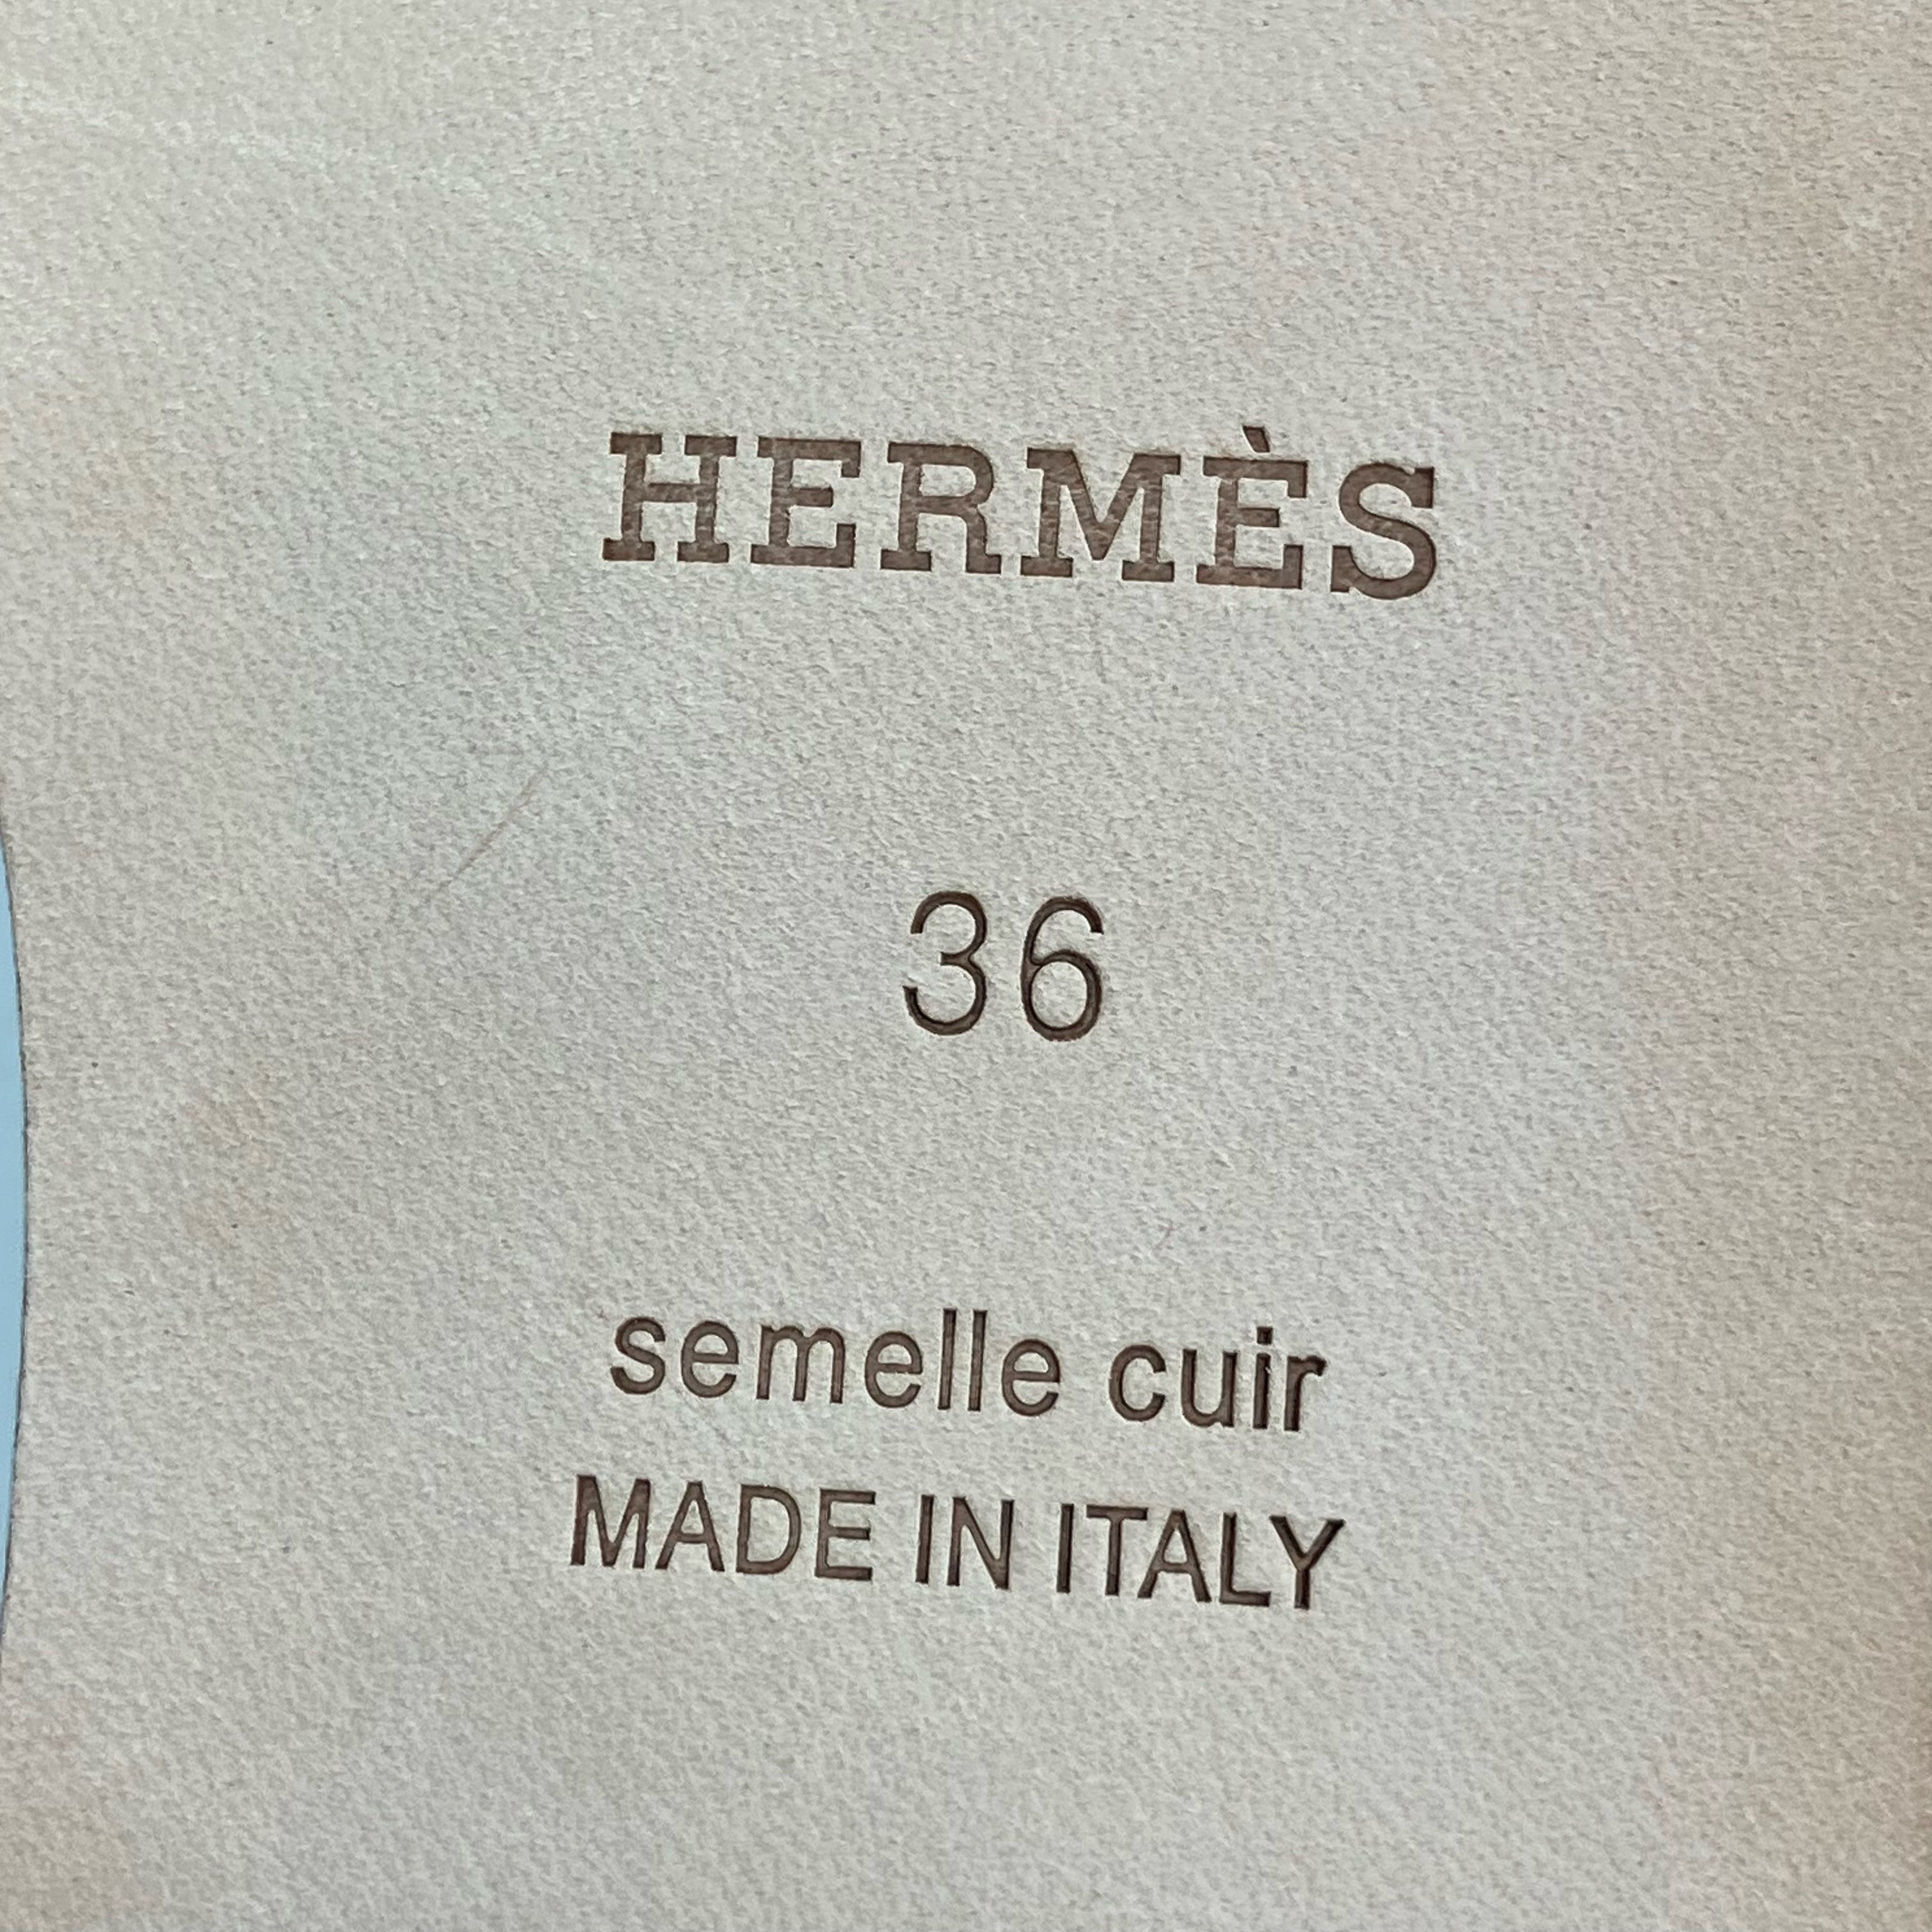 HERMÈS
36
semelle cuir
MADE IN ITALY